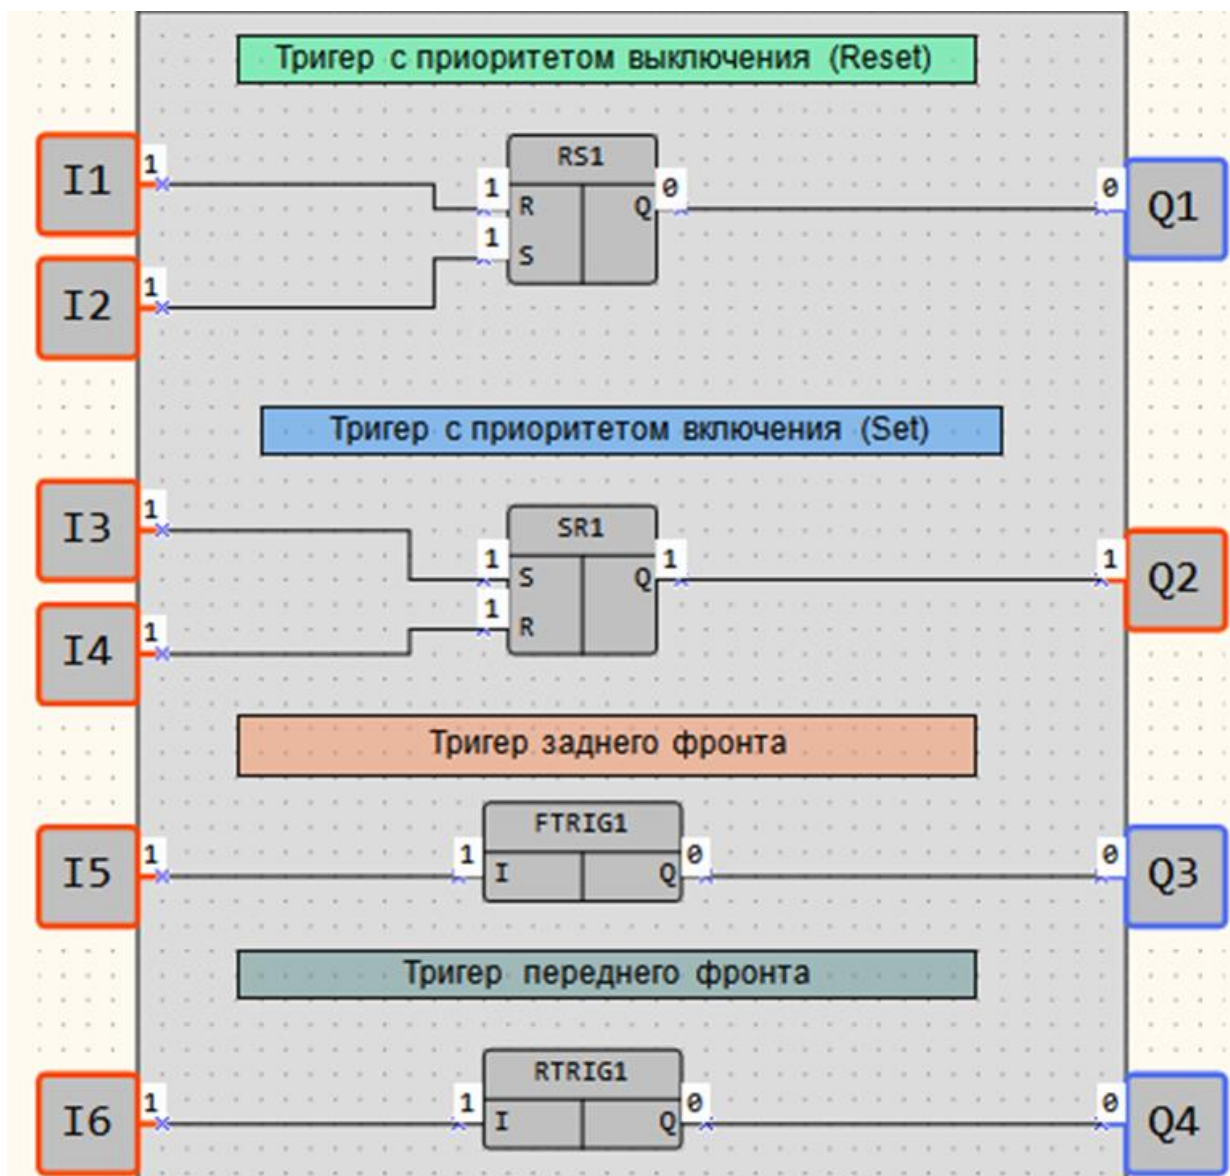 Тригер с приоритетом выключения (Reset)
I1
1
RS1
1
R
Q
0
0
Q1
1
S
I2
1
Тригер с приоритетом включения (Set)
I3
1
SR1
1
S
Q
1
1
Q2
1
R
I4
1
Тригер заднего фронта
FTRIG1
I5
1
1
I
Q
0
0
Q3
Тригер переднего фронта
RTRIG1
I6
1
1
I
Q
0
0
Q4